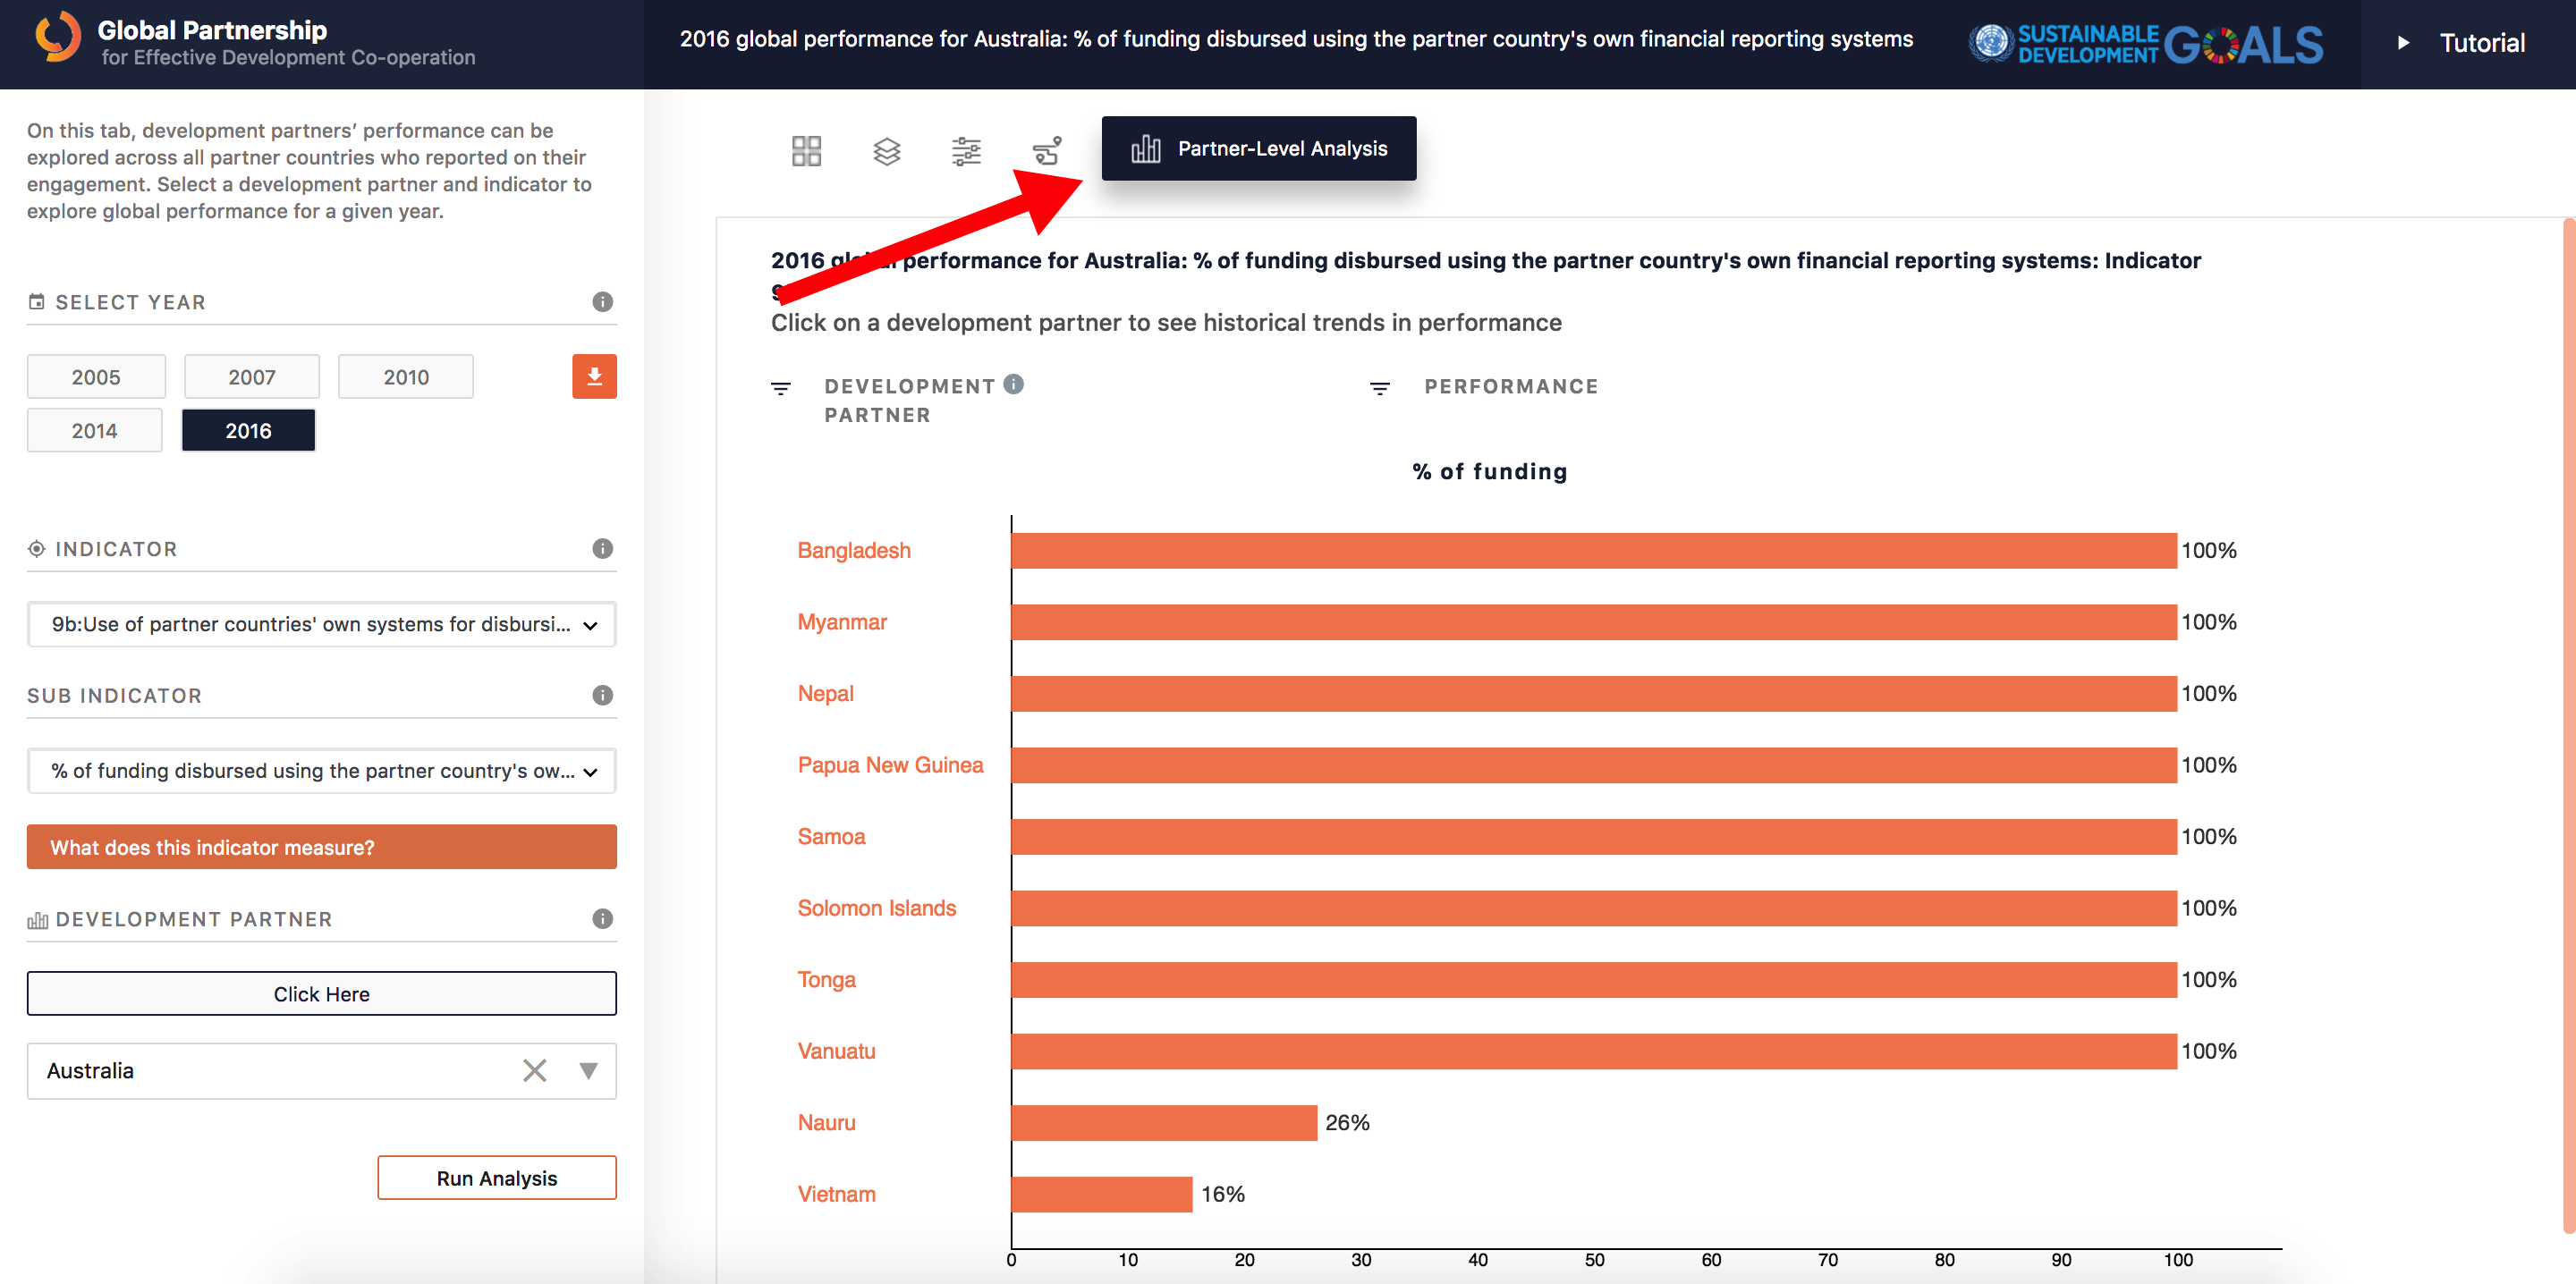 Global Partnership
for Effective Development Co-operation
2016 global performance for Australia: % of funding disbursed using the partner country's own financial reporting systems
SUSTAINABLE
DEVELOPMENT
GOALS
Tutorial
On this tab, development partners’ performance can be
explored across all partner countries who reported on their
engagement. Select a development partner and indicator to
explore global performance for a given year.
SELECT YEAR
2005
2007
2010
2014
2016
INDICATOR
9b:Use of partner countries' own systems for disbursi...
SUB INDICATOR
% of funding disbursed using the partner country's ow...
What does this indicator measure?
DEVELOPMENT PARTNER
Click Here
Australia
Run Analysis
Partner-Level Analysis
2016 performance for Australia: % of funding disbursed using the partner country's own financial reporting systems: Indicator
Click on a development partner to see historical trends in performance
DEVELOPMENT
PARTNER
PERFORMANCE
% of funding
Bangladesh 100%
Myanmar 100%
Nepal 100%
Papua New Guinea 100%
Samoa 100%
Solomon Islands 100%
Tonga 100%
Vanuatu 100%
Nauru 26%
Vietnam 16%
0 10 20 30 40 50 60 70 80 90 100